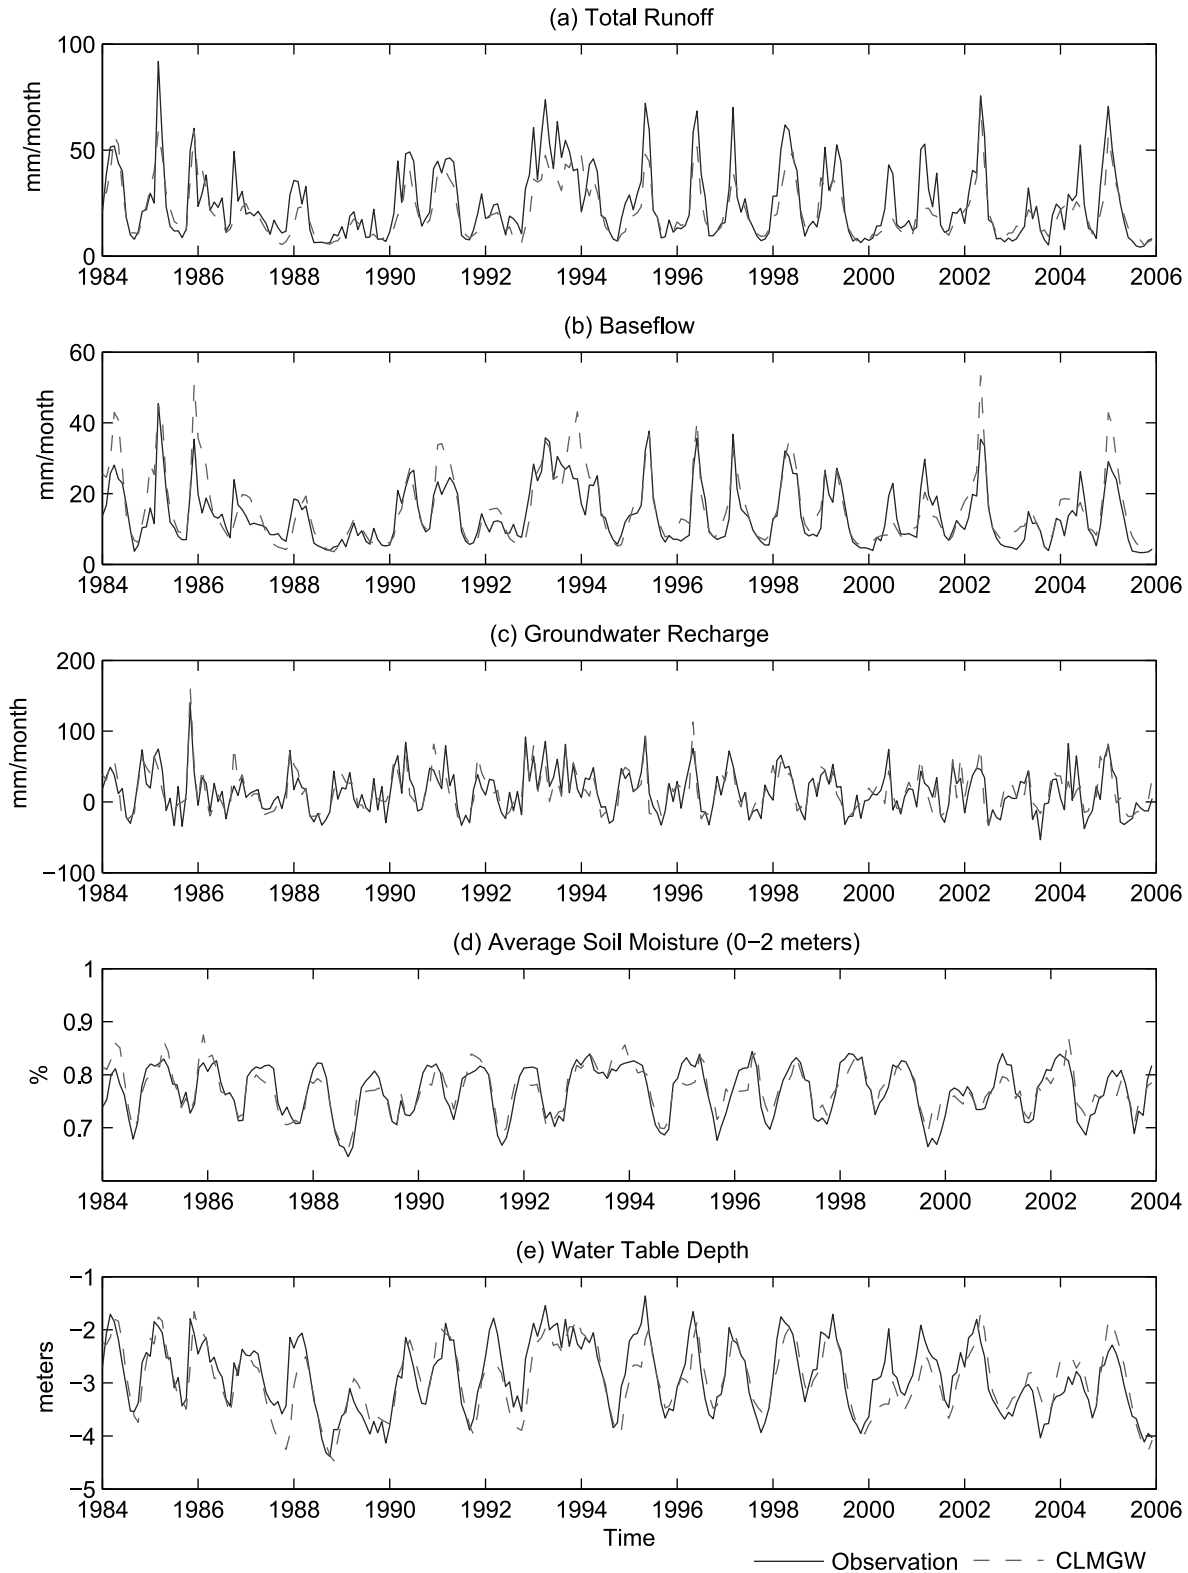 (a) Total Runoff
mm/month
100
50
0
1984 1986 1988 1990 1992 1994 1996 1998 2000 2002 2004 2006
(b) Baseflow
mm/month
60
40
20
0
1984 1986 1988 1990 1992 1994 1996 1998 2000 2002 2004 2006
(c) Groundwater Recharge
mm/month
200
100
0
−100
1984 1986 1988 1990 1992 1994 1996 1998 2000 2002 2004 2006
(d) Average Soil Moisture (0−2 meters)
%
1
0.9
0.8
0.7
1984 1986 1988 1990 1992 1994 1996 1998 2000 2002 2004
(e) Water Table Depth
meters
−1
−2
−3
−4
−5
1984 1986 1988 1990 1992 1994 1996 1998 2000 2002 2004 2006
Time
Observation CLMGW